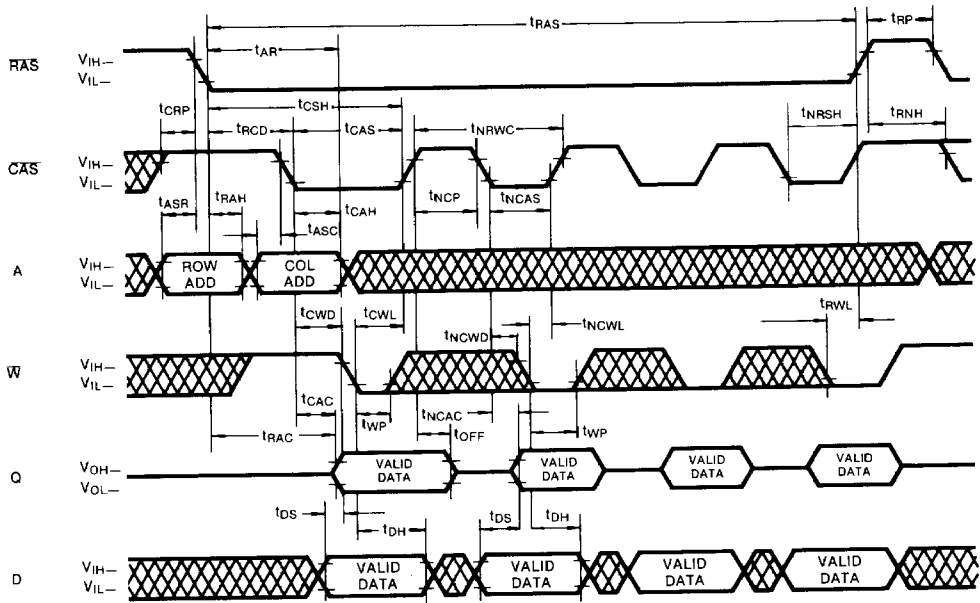 tRAS
tRP
tAR
RAS
VIH—
VIL—
tCRP
tCSH
tRCD
tCAS
tNRWC
tNRSH
tRNH
CAS
VIH—
VIL—
tASR
tRAH
tCAH
tNCP
tNCAS
tASC
A
VIH—
VIL—
ROW
ADD
COL
ADD
tCWD
tCWL
tNCWD
tNCWL
tRWL
W
VIH—
VIL—
tCAC
tWP
tNCAC
tWP
tRAC
tOFF
Q
VOH—
VOL—
VALID
DATA
VALID
DATA
VALID
DATA
VALID
DATA
tDS
tDH
tDS
tDH
D
VIH—
VIL—
VALID
DATA
VALID
DATA
VALID
DATA
VALID
DATA